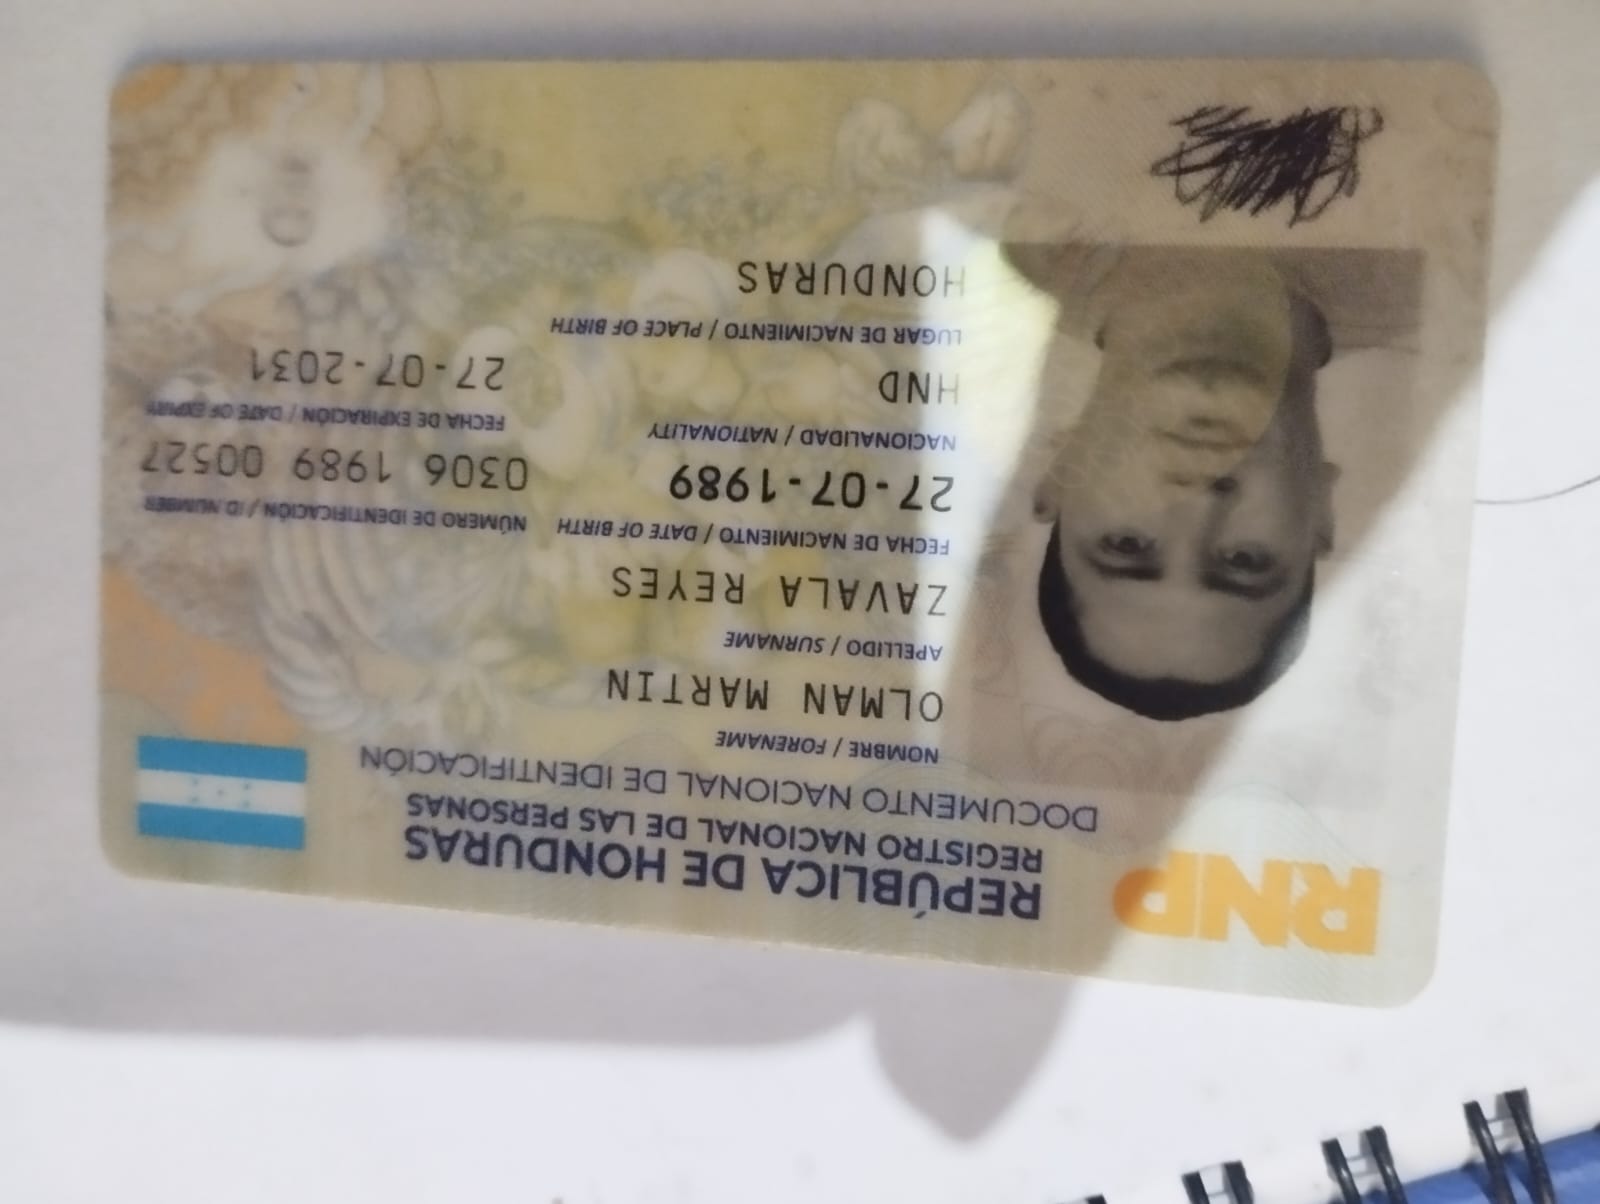 RNP
REPÚBLICA DE HONDURAS
REGISTRO NACIONAL DE LAS PERSONAS
DOCUMENTO NACIONAL DE IDENTIFICACIÓN
NOMBRE / FORENAME
OLMAN MARTIN
APELLIDO / SURNAME
ZAVALA REYES
FECHA DE NACIMIENTO / DATE OF BIRTH
27-07-1989
NÚMERO DE IDENTIFICACIÓN / ID NUMBER
0306 1989 00527
NACIONALIDAD / NATIONALITY
HND
FECHA DE EXPIRACIÓN / DATE OF EXPIRY
27-07-2031
LUGAR DE NACIMIENTO / PLACE OF BIRTH
HONDURAS